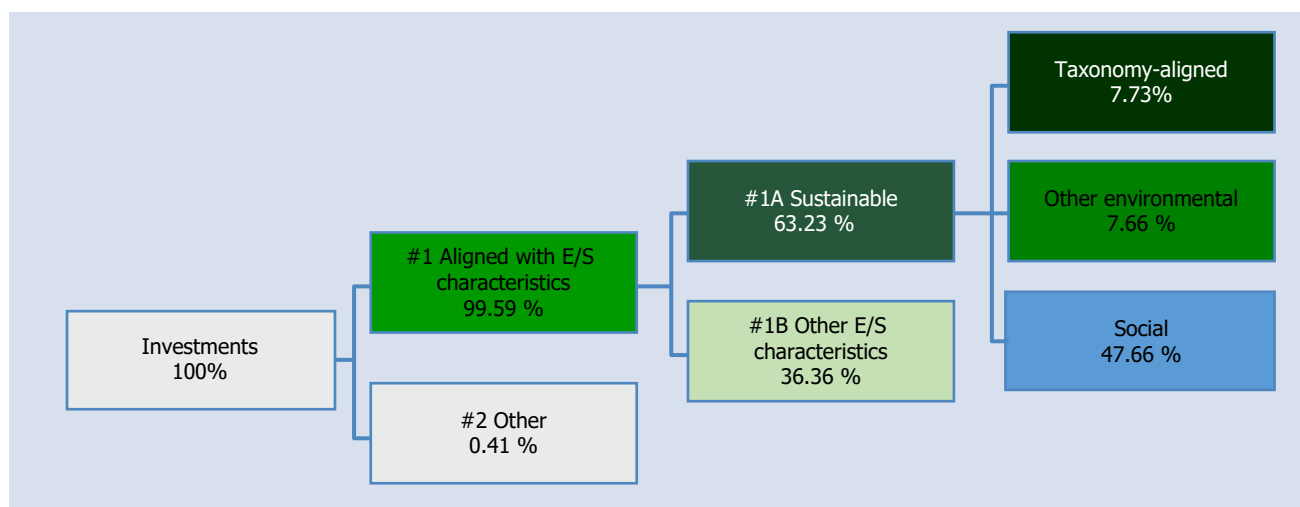 Investments
100%
#1 Aligned with E/S
characteristics
99.59 %
#2 Other
0.41 %
#1A Sustainable
63.23 %
#1B Other E/S
characteristics
36.36 %
Taxonomy-aligned
7.73%
Other environmental
7.66 %
Social
47.66 %